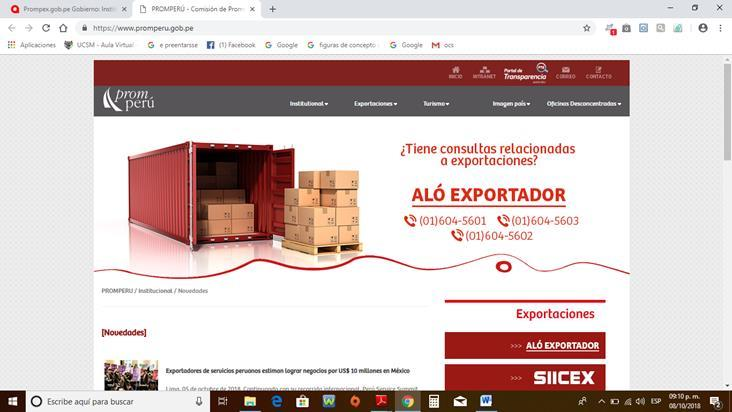 Prompex.gob.pe Gobierno: Insti
PROMPERÚ - Comisión de Prom
https://www.promperu.gob.pe
Aplicaciones
UCSM - Aula Virtual
e preentarsse
(1) Facebook
Google
figuras de concepto
Google
ocs
INICIO
INTRANET
Portal de
Transparencia
CORREO
CONTACTO
prom
perú
Institutional
Exportaciones
Turismo
Imagen país
Oficinas Desconcentradas
¿Tiene consultas relacionadas
a exportaciones?
ALÓ EXPORTADOR
(01)604-5601 (01)604-5603
(01)604-5602
PROMPERU / Institucional / Novedades
[Novedades]
Exportaciones
>>> ALÓ EXPORTADOR
>>> SIICEX
Exportadores de servicios peruanos estiman lograr negocios por US$ 10 millones en México
Lima, 05 de octubre de 2018. Continuando con su recorrido internacional, Perú Service Summit
Escribe aquí para buscar
ESP
09:10 p. m.
08/10/2018